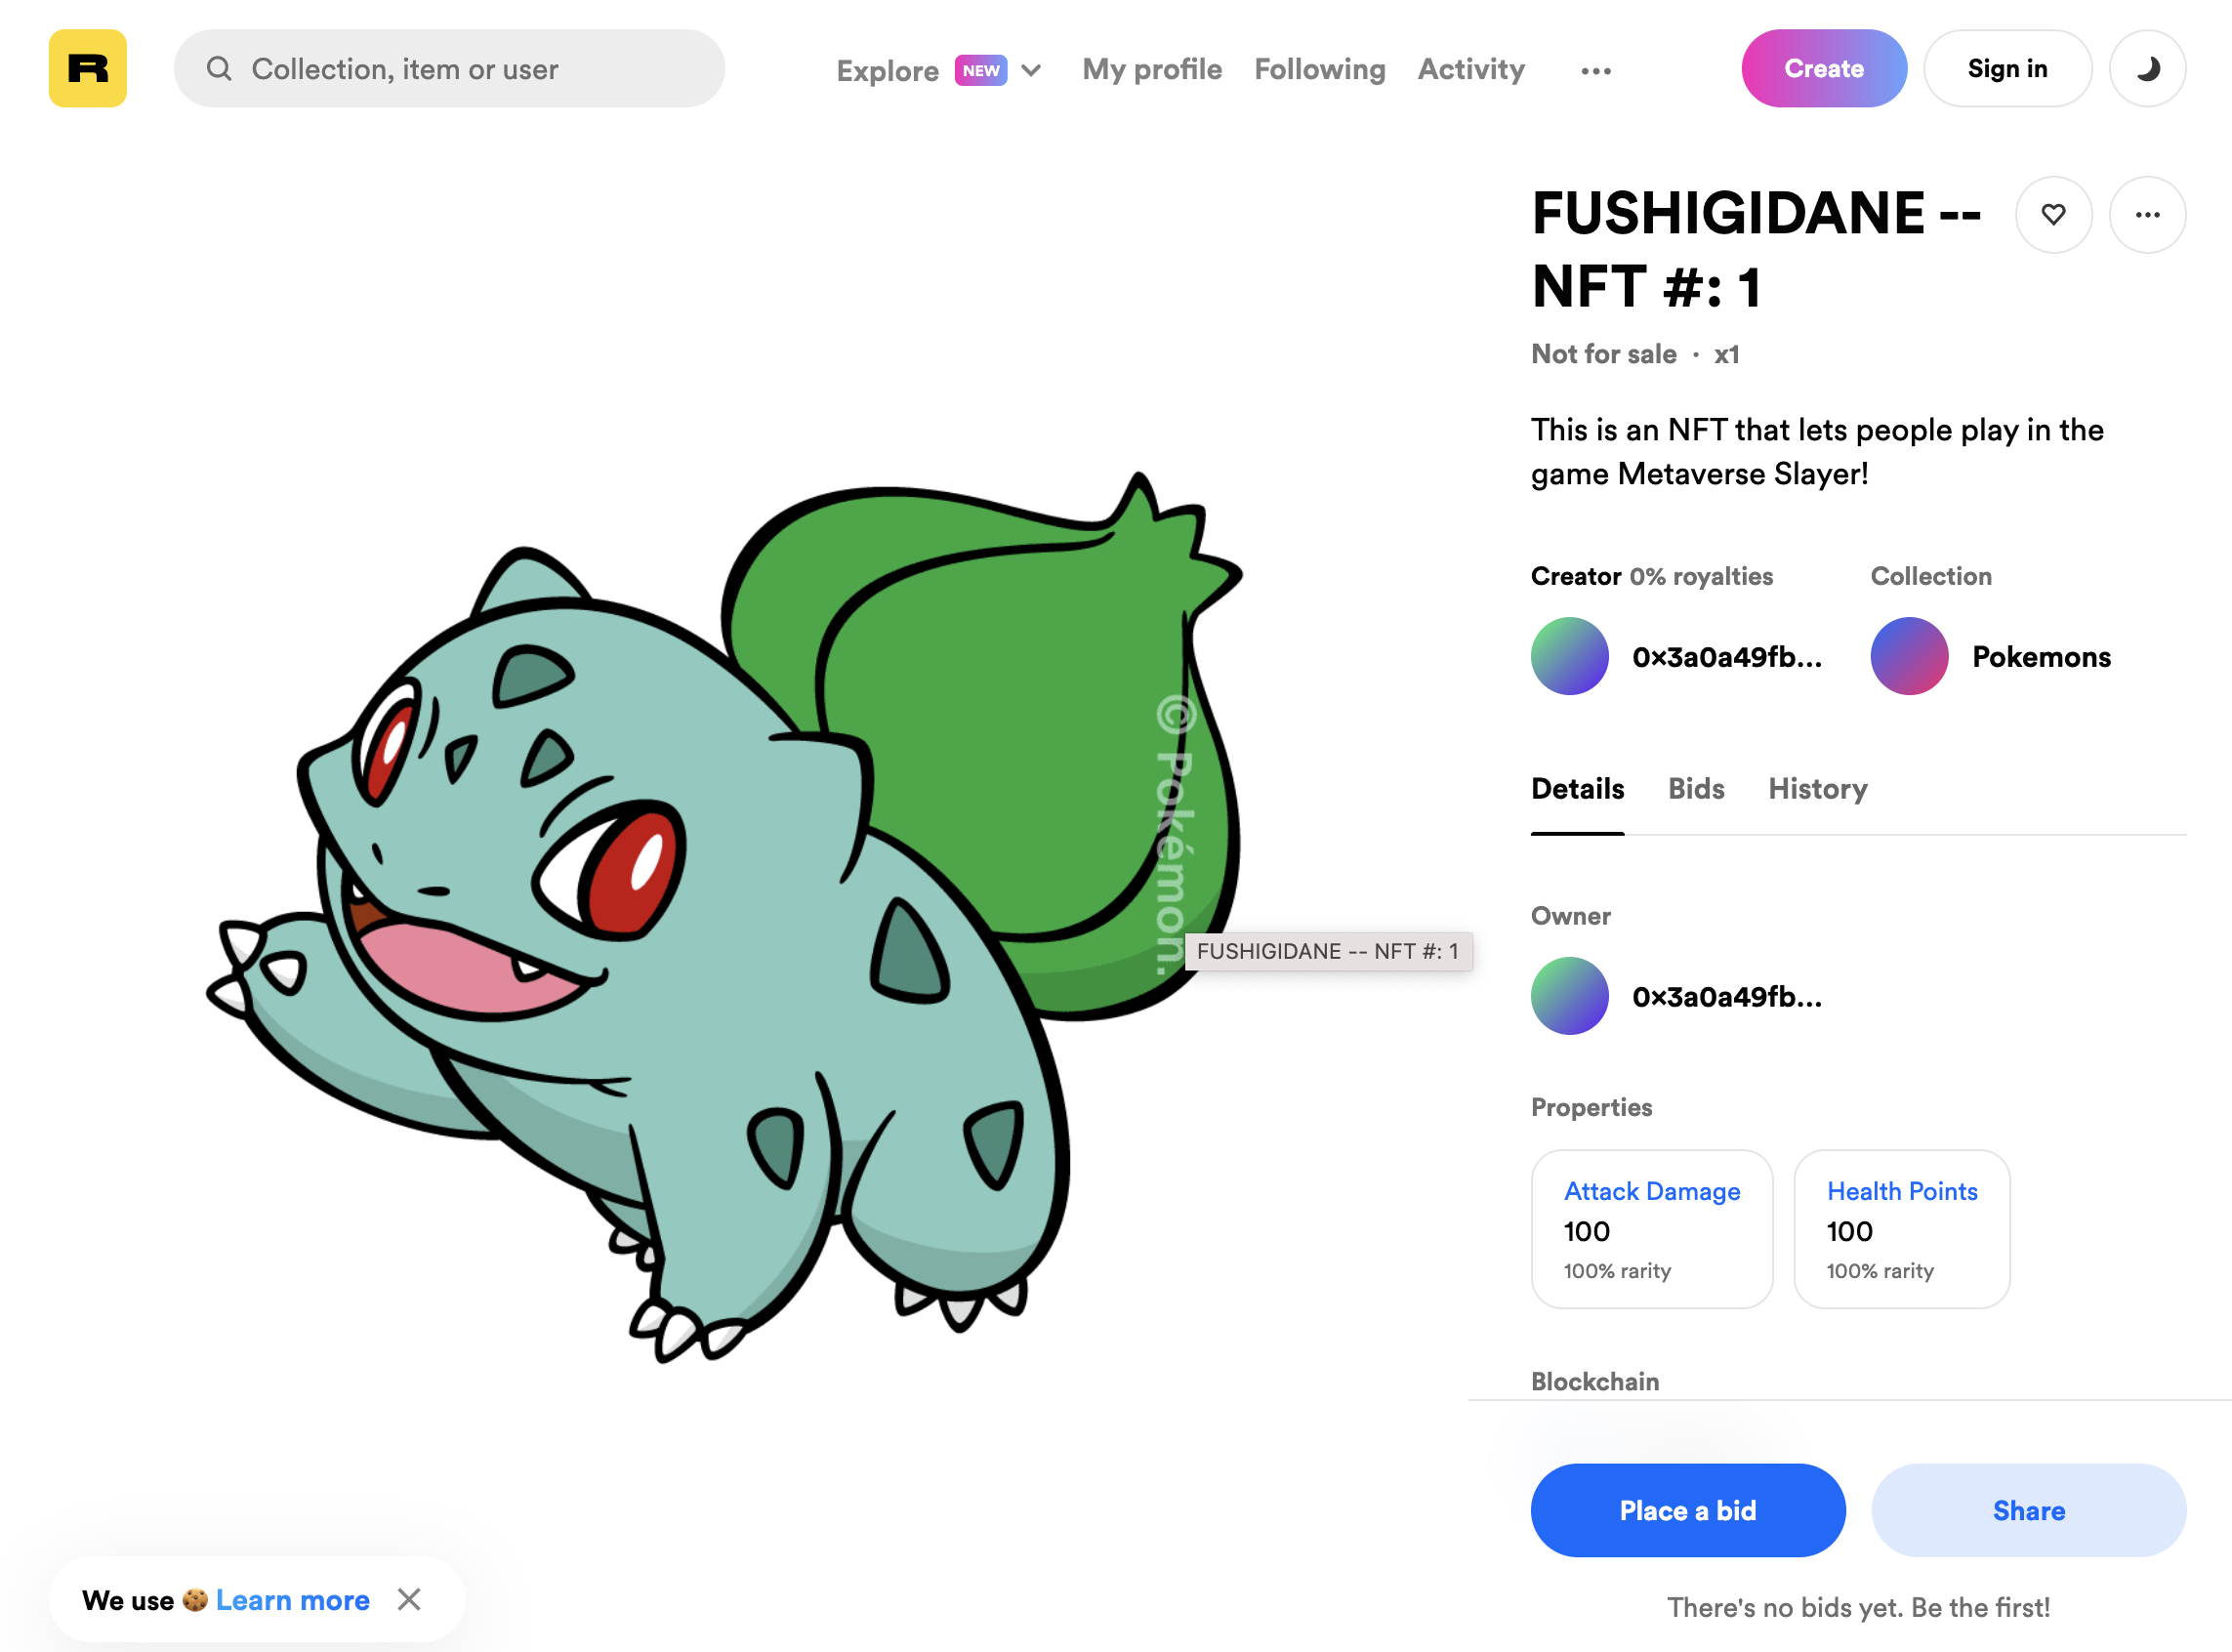 R
Collection, item or user
Explore NEW
My profile
Following
Activity
...
Create
Sign in
FUSHIGIDANE --
NFT #: 1
Not for sale · x1
This is an NFT that lets people play in the
game Metaverse Slayer!
Creator 0% royalties
Collection
0x3a0a49fb...
Pokemons
Details
Bids
History
© Pokémon.
FUSHIGIDANE -- NFT #: 1
Owner
0x3a0a49fb...
Properties
Attack Damage
100
100% rarity
Health Points
100
100% rarity
Blockchain
Place a bid
Share
There's no bids yet. Be the first!
We use 🍪 Learn more